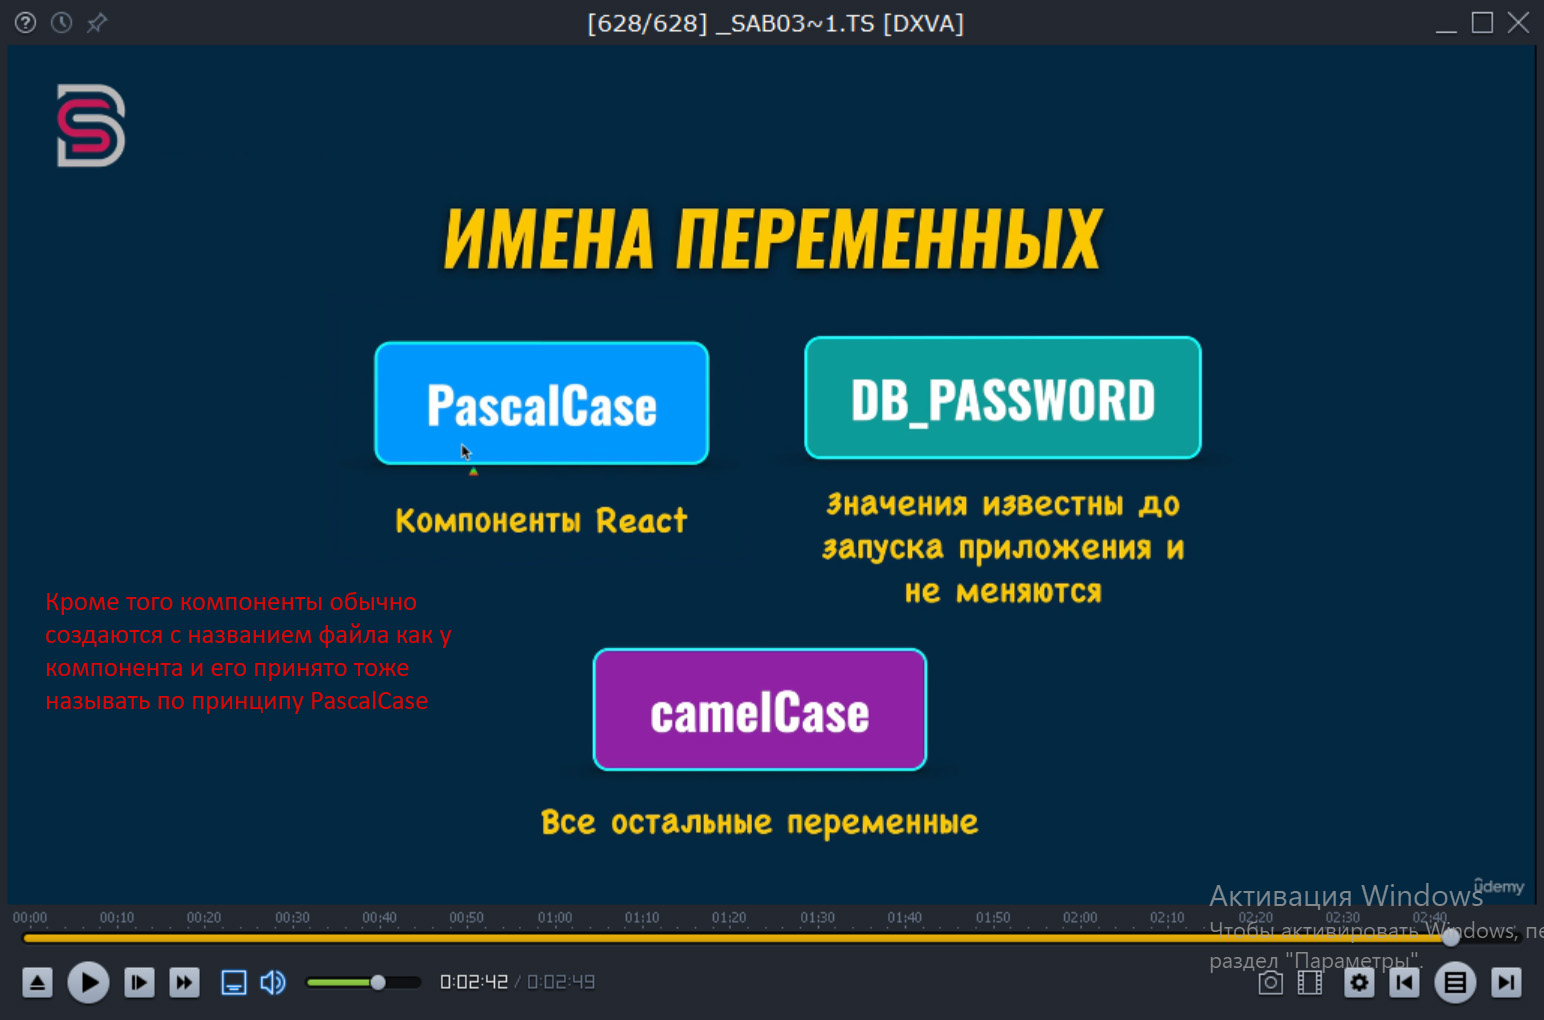 [628/628] _SAB03~1.TS [DXVA]
ИМЕНА ПЕРЕМЕННЫХ
PascalCase
DB_PASSWORD
Компоненты React
Значения известны до
запуска приложения и
не меняются
Кроме того компоненты обычно
создаются с названием файла как у
компонента и его принято тоже
называть по принципу PascalCase
camelCase
Все остальные переменные
ûdemy
Активация Windows
Чтобы активировать Windows, пе
раздел "Параметры".
00:00 00:10 00:20 00:30 00:40 00:50 01:00 01:10 01:20 01:30 01:40 01:50 02:00 02:10 02:20 02:30 02:40
0:02:42 / 0:02:49